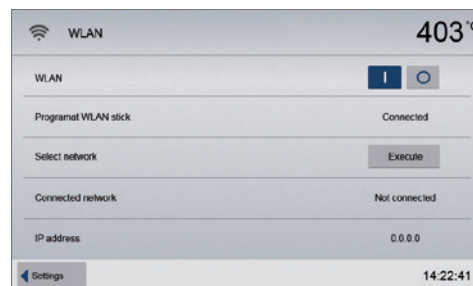 WLAN 403°C
WLAN I O
Programat WLAN stick Connected
Select network Execute
Connected network Not connected
IP address 0.0.0.0
Settings 14:22:41